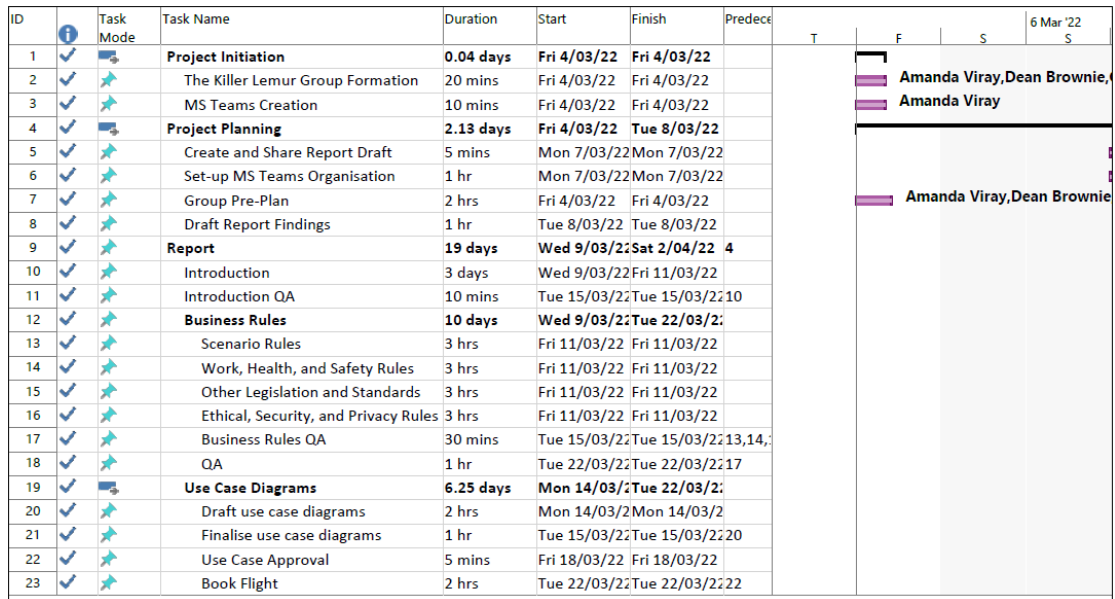 ID Task Mode Task Name Duration Start Finish Predece 6 Mar '22
T F S S
1 Project Initiation 0.04 days Fri 4/03/22 Fri 4/03/22
2 The Killer Lemur Group Formation 20 mins Fri 4/03/22 Fri 4/03/22 Amanda Viray,Dean Brownie,
3 MS Teams Creation 10 mins Fri 4/03/22 Fri 4/03/22 Amanda Viray
4 Project Planning 2.13 days Fri 4/03/22 Tue 8/03/22
5 Create and Share Report Draft 5 mins Mon 7/03/22 Mon 7/03/22
6 Set-up MS Teams Organisation 1 hr Mon 7/03/22 Mon 7/03/22
7 Group Pre-Plan 2 hrs Fri 4/03/22 Fri 4/03/22 Amanda Viray,Dean Brownie
8 Draft Report Findings 1 hr Tue 8/03/22 Tue 8/03/22
9 Report 19 days Wed 9/03/22 Sat 2/04/22 4
10 Introduction 3 days Wed 9/03/22 Fri 11/03/22
11 Introduction QA 10 mins Tue 15/03/22 Tue 15/03/22 10
12 Business Rules 10 days Wed 9/03/22 Tue 22/03/2
13 Scenario Rules 3 hrs Fri 11/03/22 Fri 11/03/22
14 Work, Health, and Safety Rules 3 hrs Fri 11/03/22 Fri 11/03/22
15 Other Legislation and Standards 3 hrs Fri 11/03/22 Fri 11/03/22
16 Ethical, Security, and Privacy Rules 3 hrs Fri 11/03/22 Fri 11/03/22
17 Business Rules QA 30 mins Tue 15/03/22 Tue 15/03/22 13,14,
18 QA 1 hr Tue 22/03/22 Tue 22/03/22 17
19 Use Case Diagrams 6.25 days Mon 14/03/2 Tue 22/03/2
20 Draft use case diagrams 2 hrs Mon 14/03/2 Mon 14/03/2
21 Finalise use case diagrams 1 hr Tue 15/03/22 Tue 15/03/22 20
22 Use Case Approval 5 mins Fri 18/03/22 Fri 18/03/22
23 Book Flight 2 hrs Tue 22/03/22 Tue 22/03/22 22